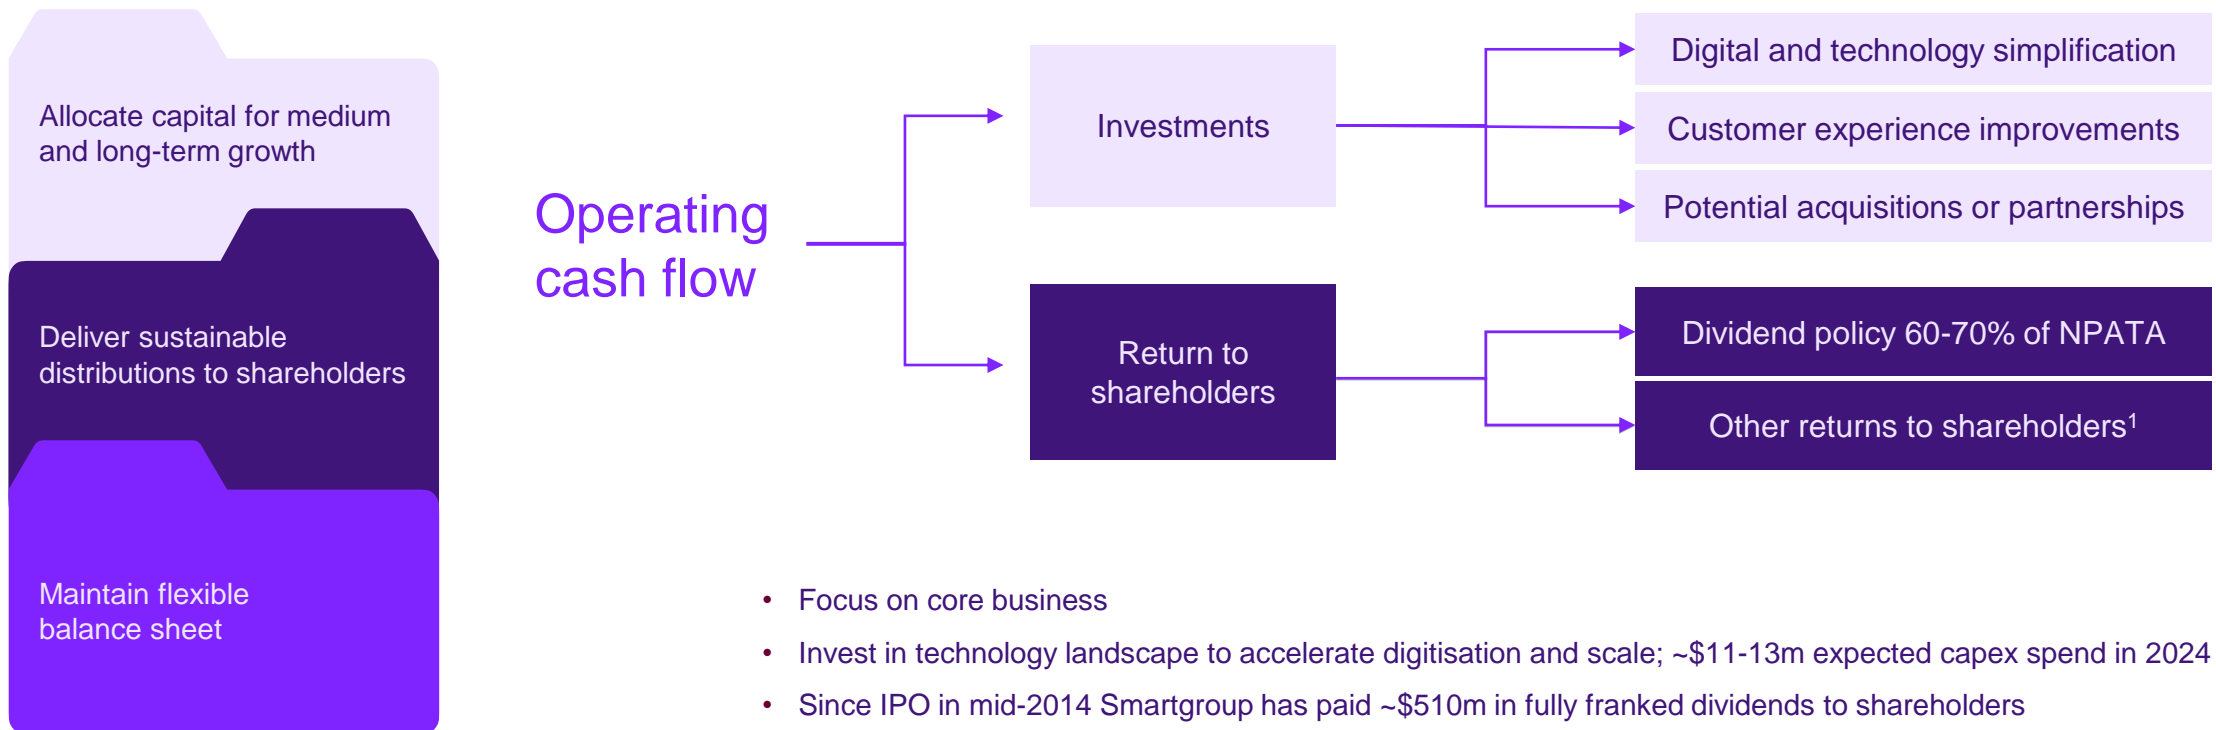 Allocate capital for medium
and long-term growth
Deliver sustainable
distributions to shareholders
Maintain flexible
balance sheet
Operating
cash flow
Investments
Return to
shareholders
Digital and technology simplification
Customer experience improvements
Potential acquisitions or partnerships
Dividend policy 60-70% of NPATA
Other returns to shareholders¹
• Focus on core business
• Invest in technology landscape to accelerate digitisation and scale; ~$11-13m expected capex spend in 2024
• Since IPO in mid-2014 Smartgroup has paid ~$510m in fully franked dividends to shareholders